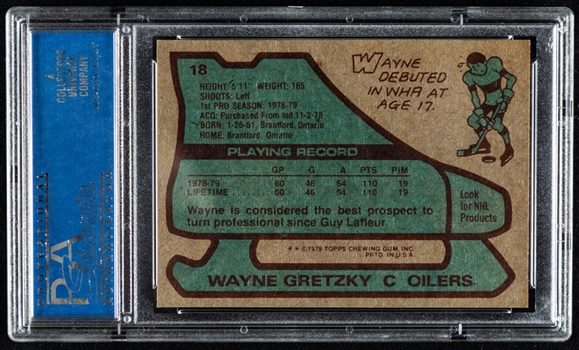 A
COLLECTORS
UNIVERSE
COMPANY
PSA
18
HEIGHT: 5'11" WEIGHT: 165
SHOOTS: Left
1st PRO SEASON: 1978-79
ACQ: Purchased From Ind 11-2-78
BORN: 1-26-61, Brantford, Ontario
HOME: Brantford, Ontario
WAYNE
DEBUTED
IN WHA AT
AGE 17.
PLAYING RECORD
GP G A PTS PIM
1978-79 60 46 64 110 19
LIFETIME 60 46 64 110 19
Wayne is considered the best prospect to
turn professional since Guy Lafleur.
Look
for NHL
Products
* * ©1979 TOPPS CHEWING GUM, INC.
PRTD. IN U.S.A.
WAYNE GRETZKY C OILERS